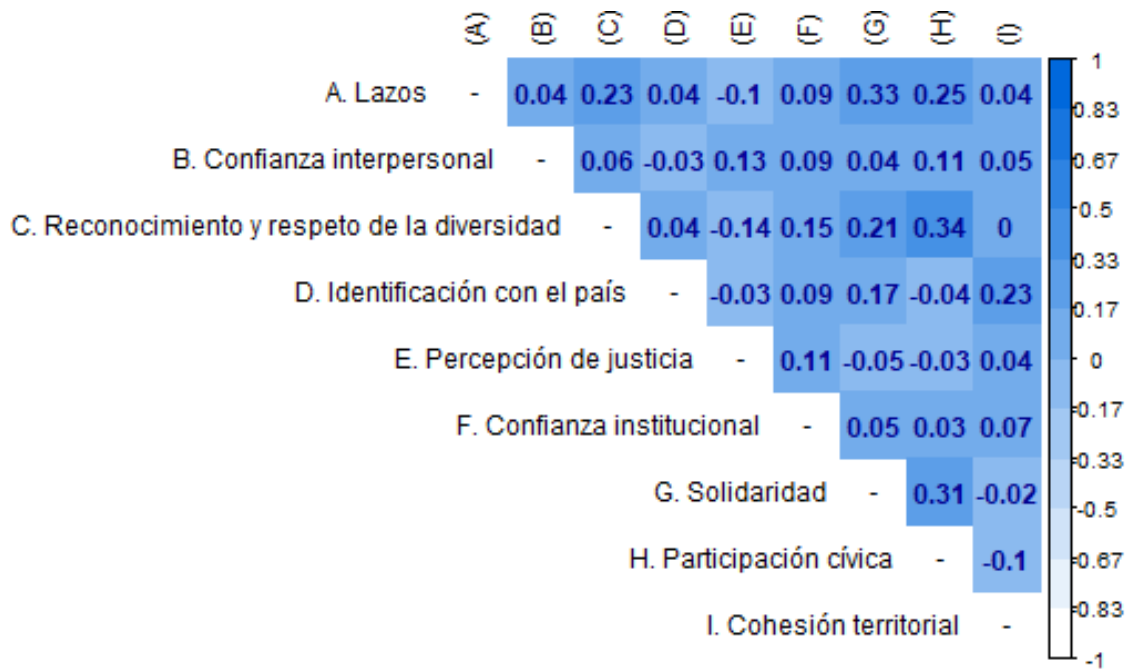 (A) (B) (C) (D) (E) (F) (G) (H) (I)
A. Lazos - 0.04 0.23 0.04 -0.1 0.09 0.33 0.25 0.04
B. Confianza interpersonal - 0.06 -0.03 0.13 0.09 0.04 0.11 0.05
C. Reconocimiento y respeto de la diversidad - 0.04 -0.14 0.15 0.21 0.34 0
D. Identificación con el país - -0.03 0.09 0.17 -0.04 0.23
E. Percepción de justicia - 0.11 -0.05 -0.03 0.04
F. Confianza institucional - 0.05 0.03 0.07
G. Solidaridad - 0.31 -0.02
H. Participación cívica - -0.1
I. Cohesión territorial -
1
0.83
0.67
0.5
0.33
0.17
0
-0.17
-0.33
-0.5
-0.67
-0.83
-1